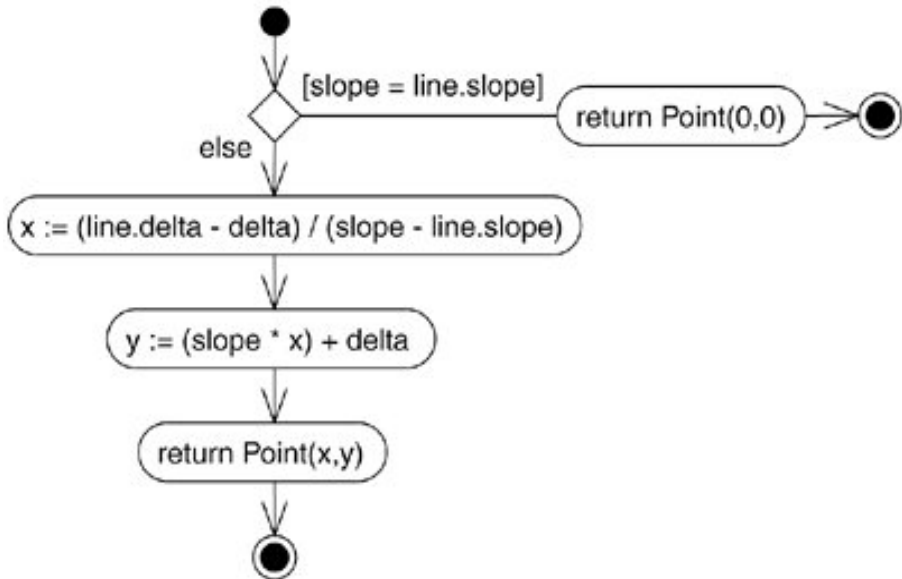 [slope = line.slope]
return Point(0,0)
else
x := (line.delta - delta) / (slope - line.slope)
y := (slope * x) + delta
return Point(x,y)